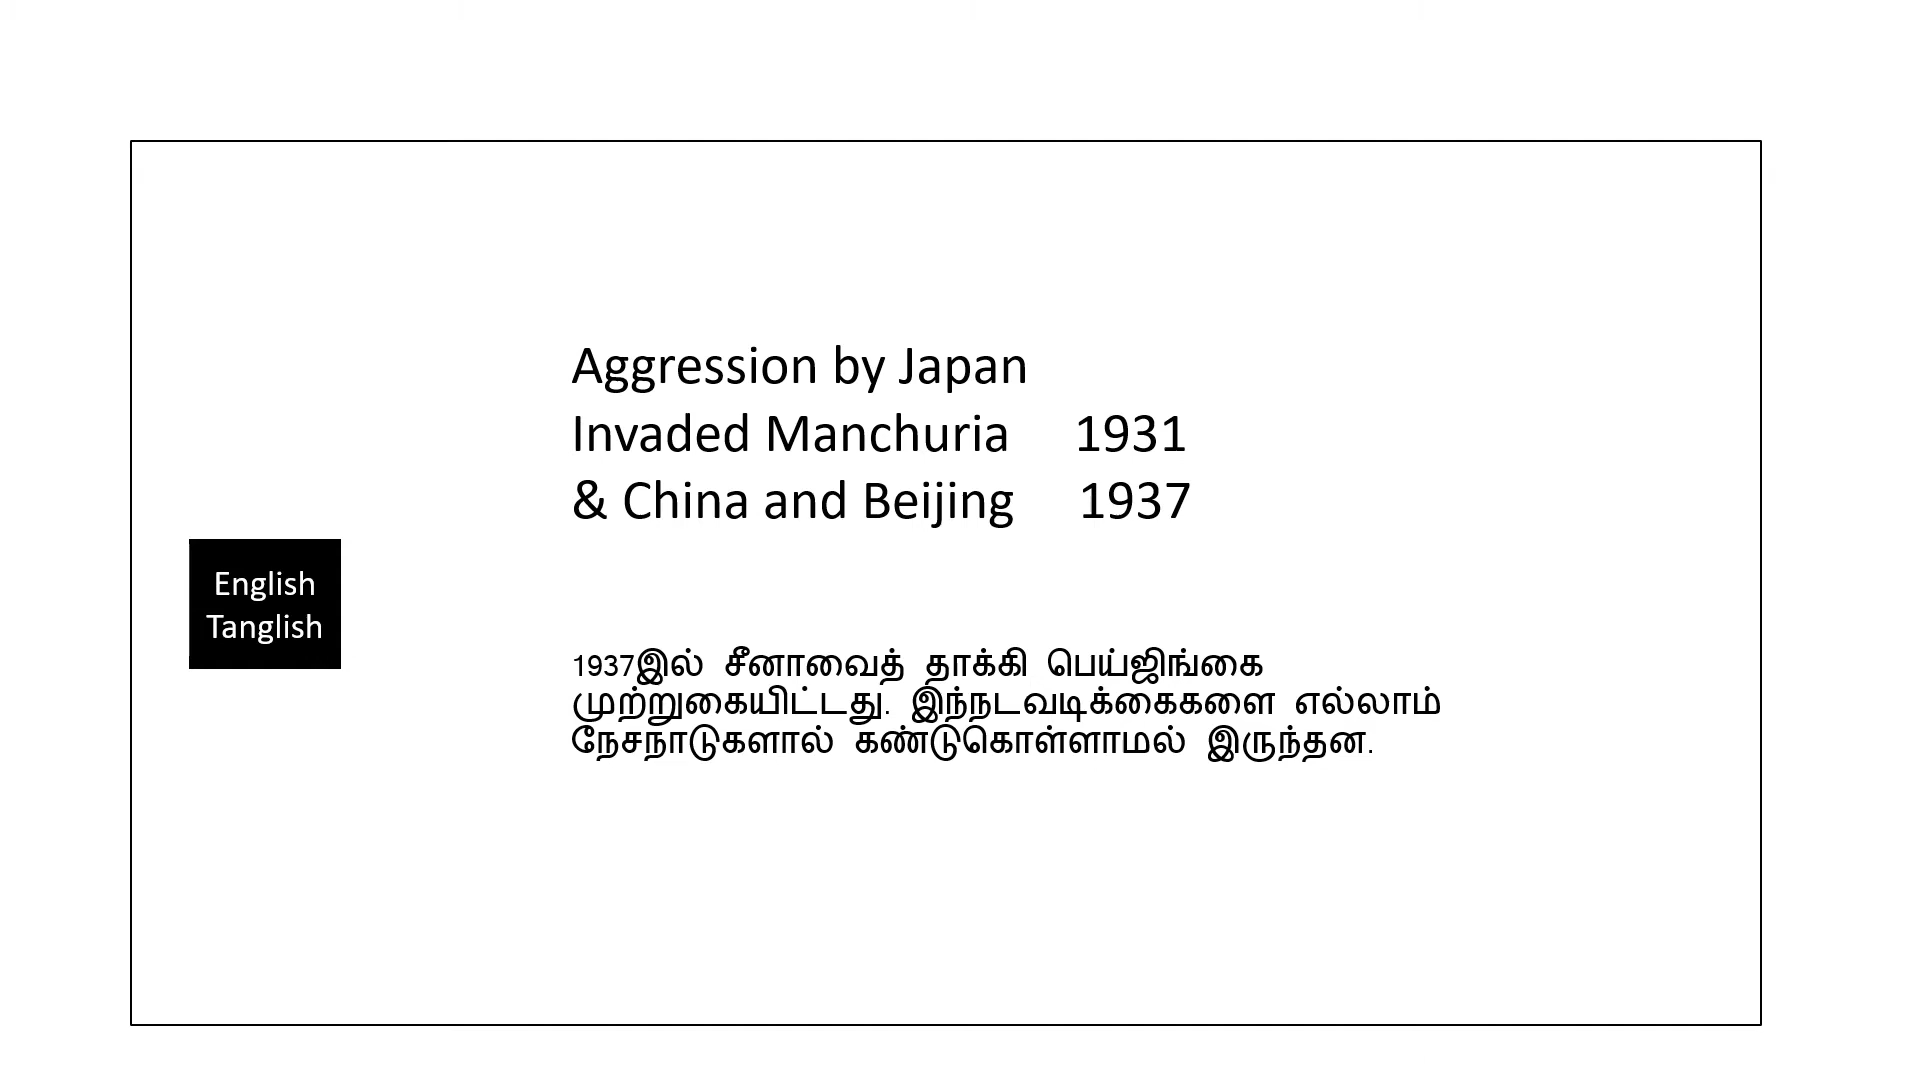 Aggression by Japan
Invaded Manchuria 1931
& China and Beijing 1937
English
Tanglish
1937இல் சீனாவைத் தாக்கி பெய்ஜிங்கை
முற்றுகையிட்டது. இந்நடவடிக்கைகளை எல்லாம்
நேசநாடுகளால் கண்டுகொள்ளாமல் இருந்தன.